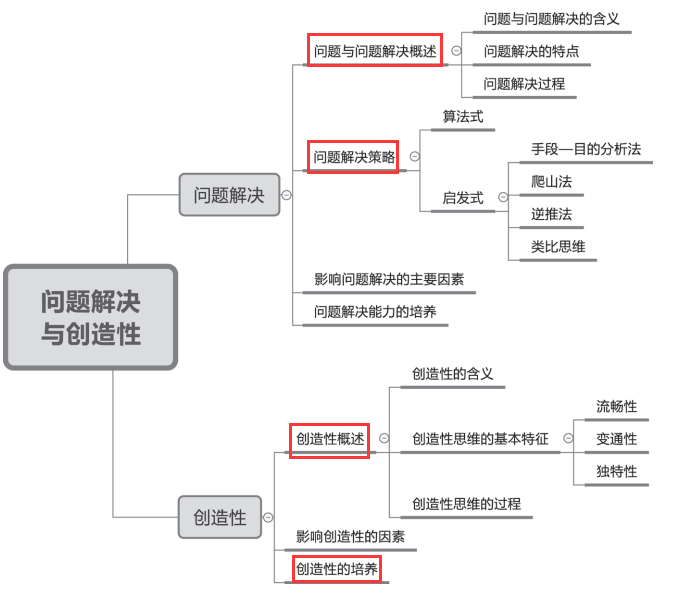 问题解决
与创造性
问题解决
问题与问题解决概述
问题与问题解决的含义
问题解决的特点
问题解决过程
问题解决策略
算法式
启发式
手段—目的分析法
爬山法
逆推法
类比思维
影响问题解决的主要因素
问题解决能力的培养
创造性
创造性概述
创造性的含义
创造性思维的基本特征
流畅性
变通性
独特性
创造性思维的过程
影响创造性的因素
创造性的培养